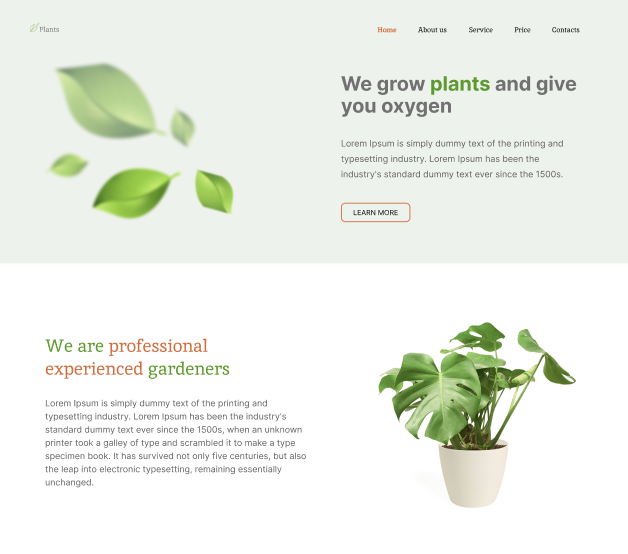 Plants
Home About us Service Price Contacts
We grow plants and give
you oxygen
Lorem Ipsum is simply dummy text of the printing and
typesetting industry. Lorem Ipsum has been the
industry's standard dummy text ever since the 1500s.
LEARN MORE
We are professional
experienced gardeners
Lorem Ipsum is simply dummy text of the printing and
typesetting industry. Lorem Ipsum has been the industry's
standard dummy text ever since the 1500s, when an unknown
printer took a galley of type and scrambled it to make a type
specimen book. It has survived not only five centuries, but also
the leap into electronic typesetting, remaining essentially
unchanged.